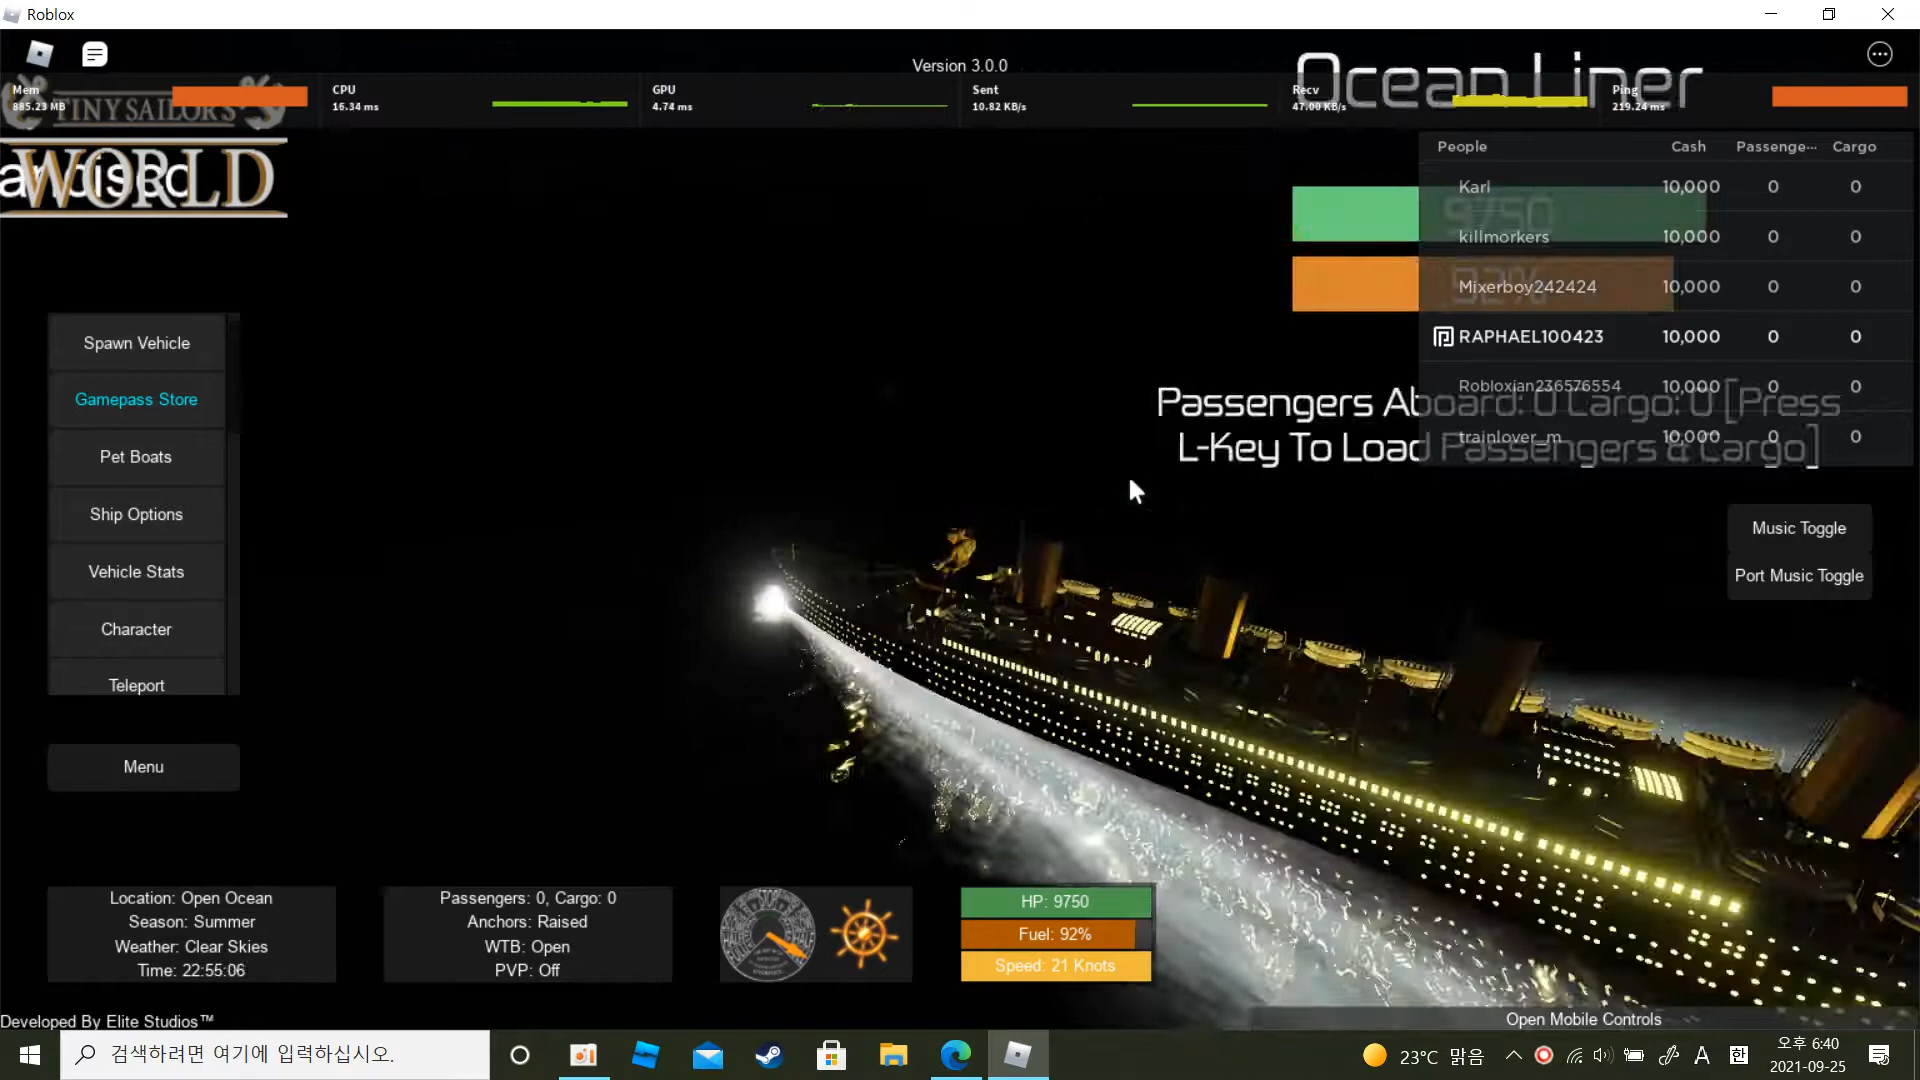 Roblox
Version 3.0.0
Ocean Liner
Mem
885.23 MB
CPU
16.34 ms
GPU
4.74 ms
Sent
10.82 KB/s
Recv
47.00 KB/s
Ping
219.24 ms
TINY SAILORS
WORLD
People Cash Passenge··· Cargo
Karl 10,000 0 0
killmorkers 10,000 0 0
Mixerboy242424 10,000 0 0
RAPHAEL100423 10,000 0 0
Robloxian236576554 10,000 0 0
trainlover_m 10,000 0 0
9750
92%
Passengers Aboard: 0 Cargo: 0 [Press
L-Key To Load Passengers & Cargo]
Spawn Vehicle
Gamepass Store
Pet Boats
Ship Options
Vehicle Stats
Character
Teleport
Menu
Music Toggle
Port Music Toggle
Location: Open Ocean
Season: Summer
Weather: Clear Skies
Time: 22:55:06
Passengers: 0, Cargo: 0
Anchors: Raised
WTB: Open
PVP: Off
HP: 9750
Fuel: 92%
Speed: 21 Knots
Developed By Elite Studios™
Open Mobile Controls
검색하려면 여기에 입력하십시오.
23°C 맑음
A
한
오후 6:40
2021-09-25